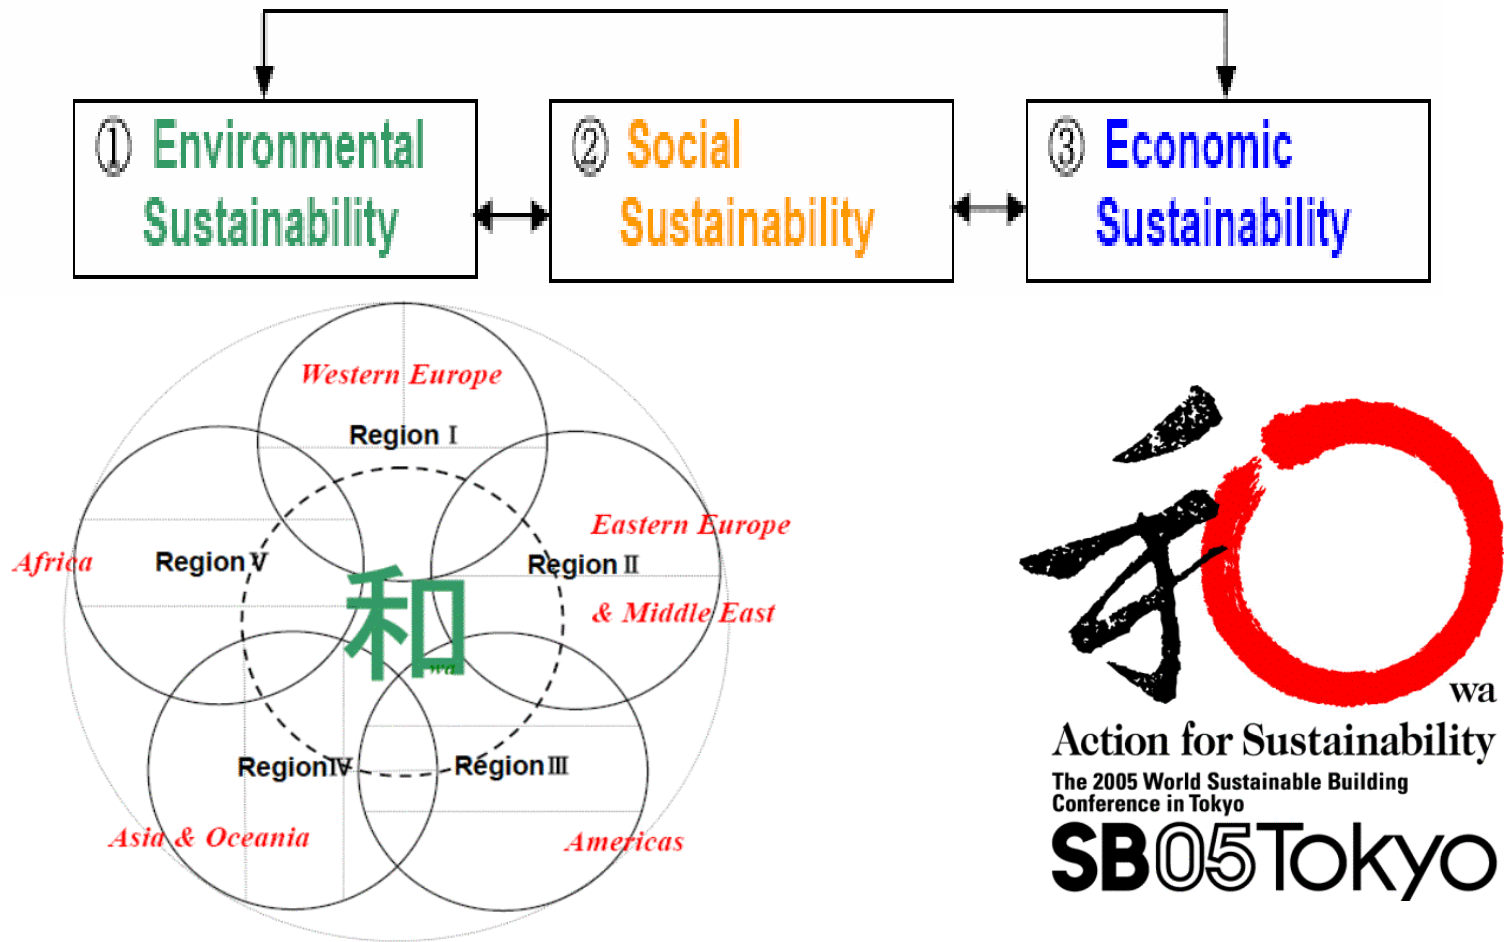 ① Environmental
Sustainability
② Social
Sustainability
③ Economic
Sustainability
Western Europe
Region Ⅰ
Eastern Europe
Region Ⅱ
& Middle East
Africa
Region Ⅴ
和
wa
Region Ⅳ
Region Ⅲ
Asia & Oceania
Americas
和
wa
Action for Sustainability
The 2005 World Sustainable Building
Conference in Tokyo
SB05Tokyo